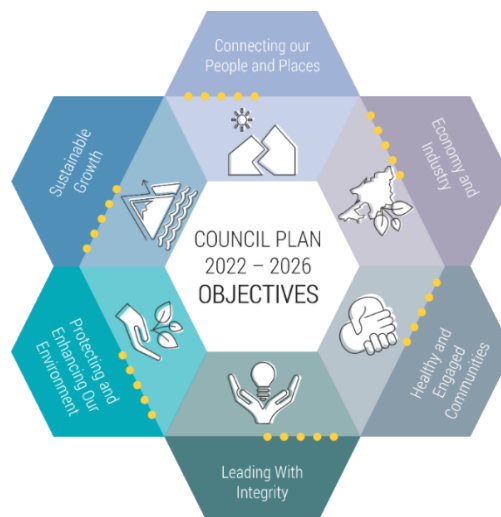 Connecting our
People and Places
Economy and
Industry
Healthy and
Engaged
Communities
Leading With
Integrity
Protecting and
Enhancing Our
Environment
Sustainable
Growth
COUNCIL PLAN
2022 – 2026
OBJECTIVES